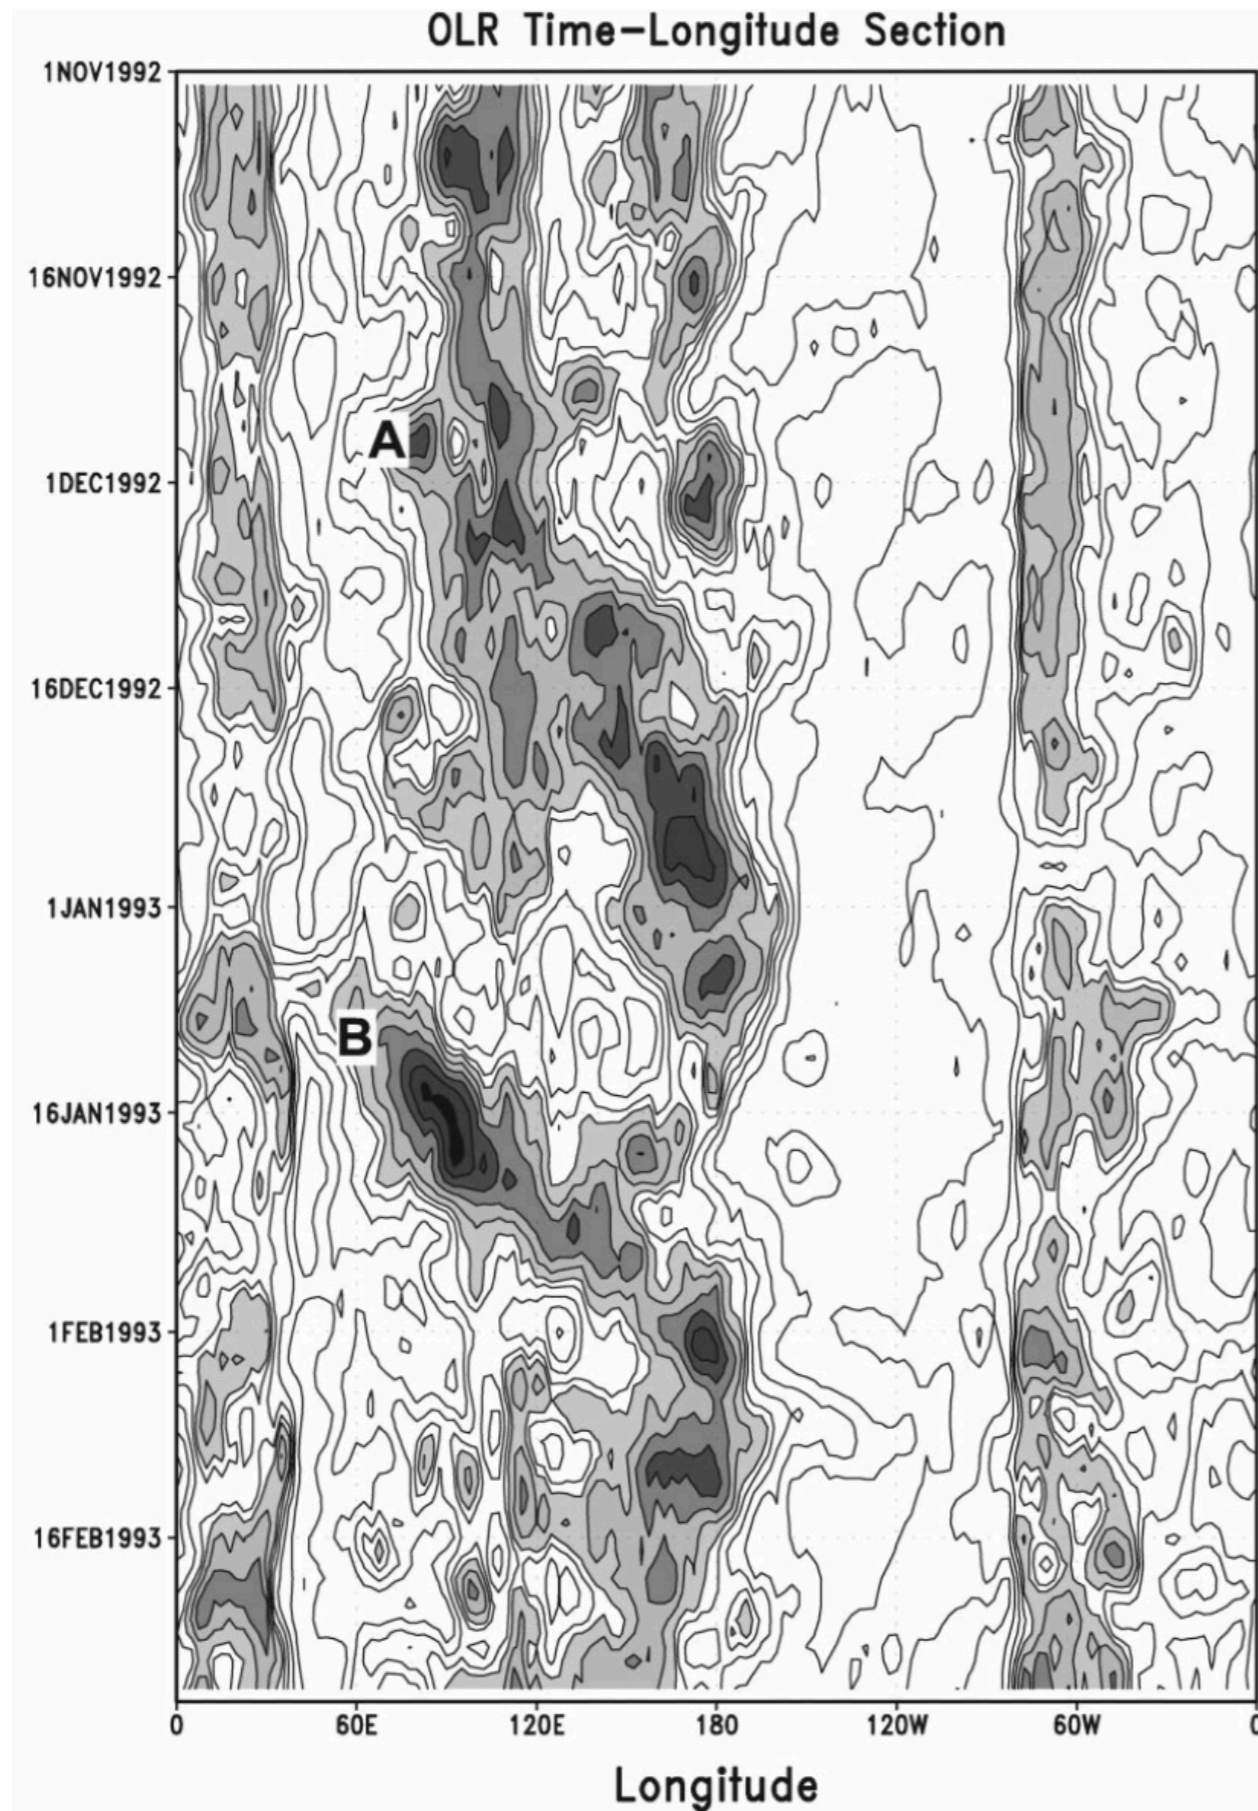 OLR Time-Longitude Section
1NOV1992
16NOV1992
A
1DEC1992
16DEC1992
1JAN1993
B
16JAN1993
1FEB1993
16FEB1993
0 60E 120E 180 120W 60W 0
Longitude